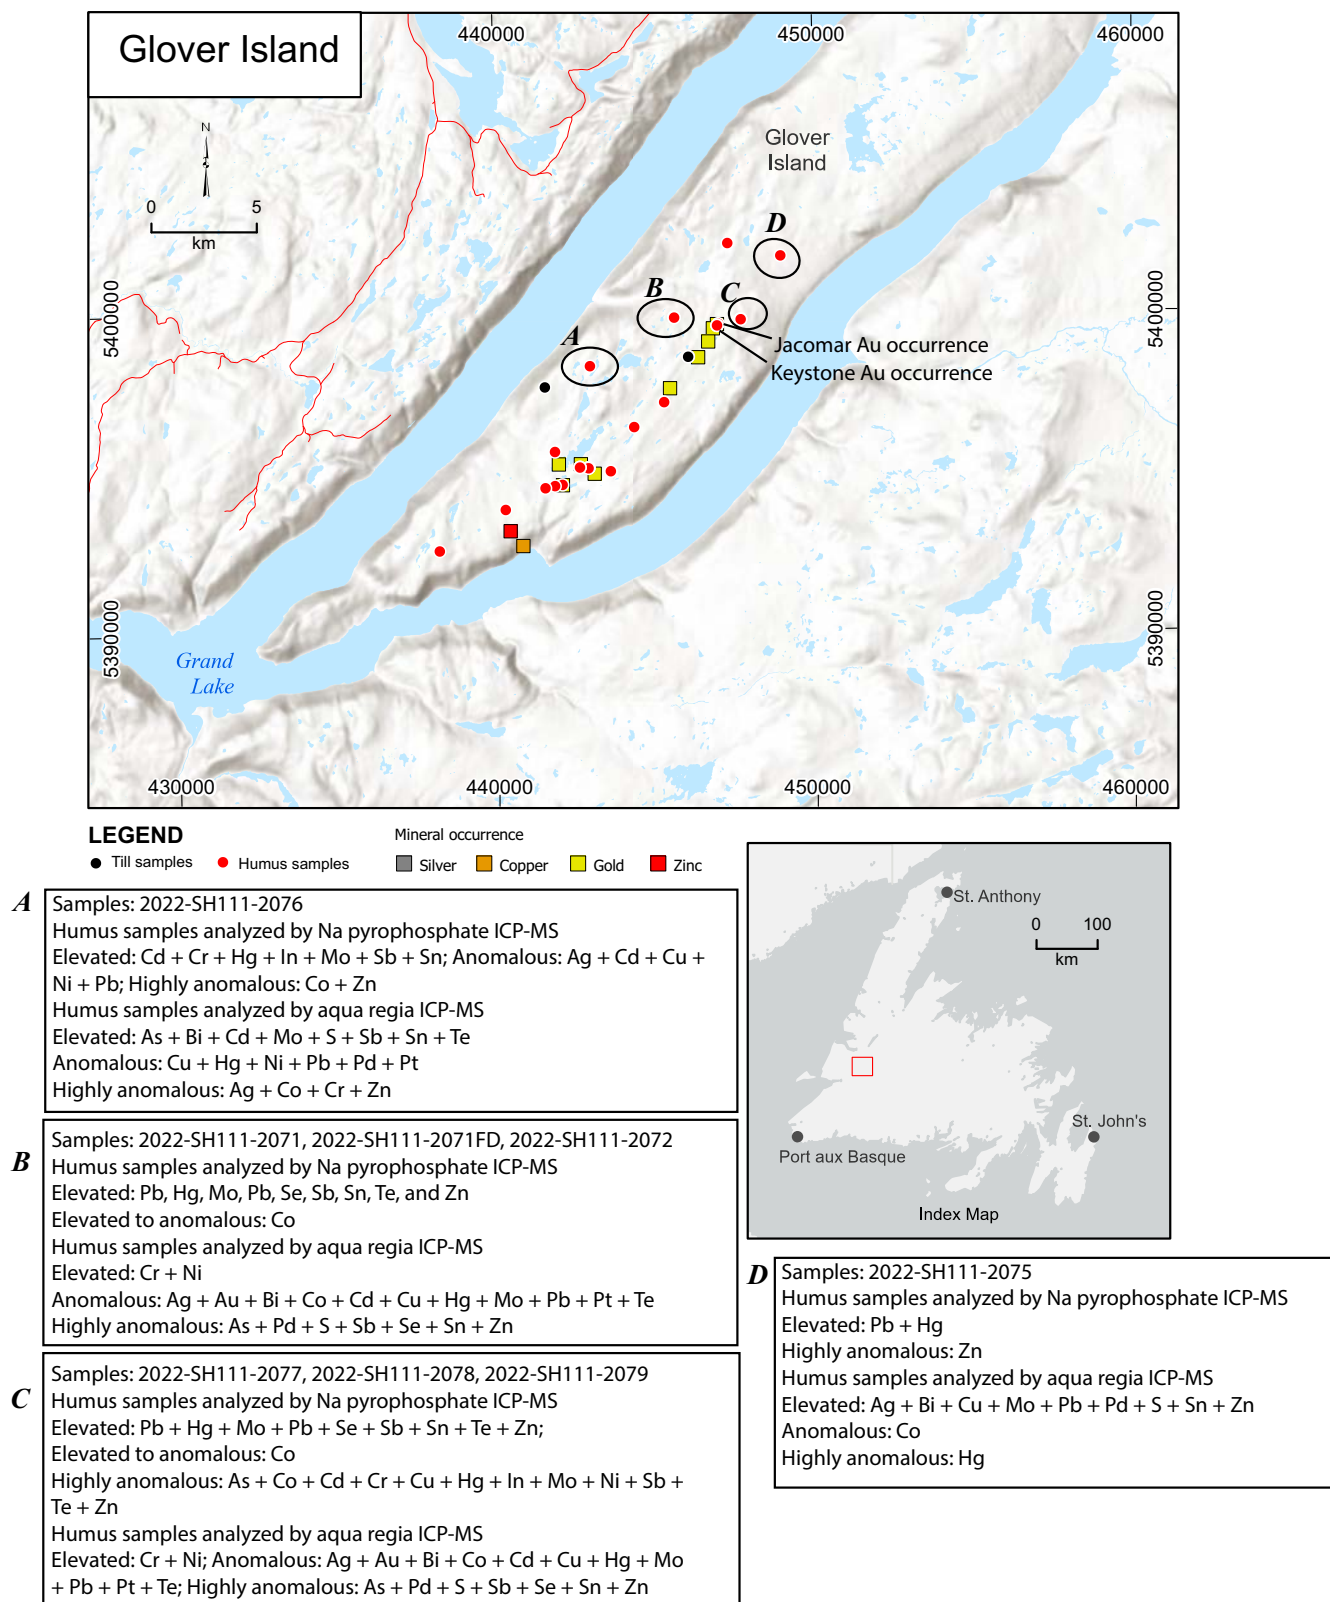 Glover Island
440000
450000
460000
N
0 5
km
Glover
Island
D
B
C
A
5400000
5400000
Jacomar Au occurrence
Keystone Au occurrence
5390000
5390000
Grand
Lake
430000
440000
450000
460000
LEGEND
Till samples
Humus samples
Mineral occurrence
Silver
Copper
Gold
Zinc
A
Samples: 2022-SH111-2076
Humus samples analyzed by Na pyrophosphate ICP-MS
Elevated: Cd + Cr + Hg + In + Mo + Sb + Sn; Anomalous: Ag + Cd + Cu +
Ni + Pb; Highly anomalous: Co + Zn
Humus samples analyzed by aqua regia ICP-MS
Elevated: As + Bi + Cd + Mo + S + Sb + Sn + Te
Anomalous: Cu + Hg + Ni + Pb + Pd + Pt
Highly anomalous: Ag + Co + Cr + Zn
B
Samples: 2022-SH111-2071, 2022-SH111-2071FD, 2022-SH111-2072
Humus samples analyzed by Na pyrophosphate ICP-MS
Elevated: Pb, Hg, Mo, Pb, Se, Sb, Sn, Te, and Zn
Elevated to anomalous: Co
Humus samples analyzed by aqua regia ICP-MS
Elevated: Cr + Ni
Anomalous: Ag + Au + Bi + Co + Cd + Cu + Hg + Mo + Pb + Pt + Te
Highly anomalous: As + Pd + S + Sb + Se + Sn + Zn
C
Samples: 2022-SH111-2077, 2022-SH111-2078, 2022-SH111-2079
Humus samples analyzed by Na pyrophosphate ICP-MS
Elevated: Pb + Hg + Mo + Pb + Se + Sb + Sn + Te + Zn;
Elevated to anomalous: Co
Highly anomalous: As + Co + Cd + Cr + Cu + Hg + In + Mo + Ni + Sb +
Te + Zn
Humus samples analyzed by aqua regia ICP-MS
Elevated: Cr + Ni; Anomalous: Ag + Au + Bi + Co + Cd + Cu + Hg + Mo
+ Pb + Pt + Te; Highly anomalous: As + Pd + S + Sb + Se + Sn + Zn
St. Anthony
0 100
km
St. John's
Port aux Basque
Index Map
D
Samples: 2022-SH111-2075
Humus samples analyzed by Na pyrophosphate ICP-MS
Elevated: Pb + Hg
Highly anomalous: Zn
Humus samples analyzed by aqua regia ICP-MS
Elevated: Ag + Bi + Cu + Mo + Pb + Pd + S + Sn + Zn
Anomalous: Co
Highly anomalous: Hg